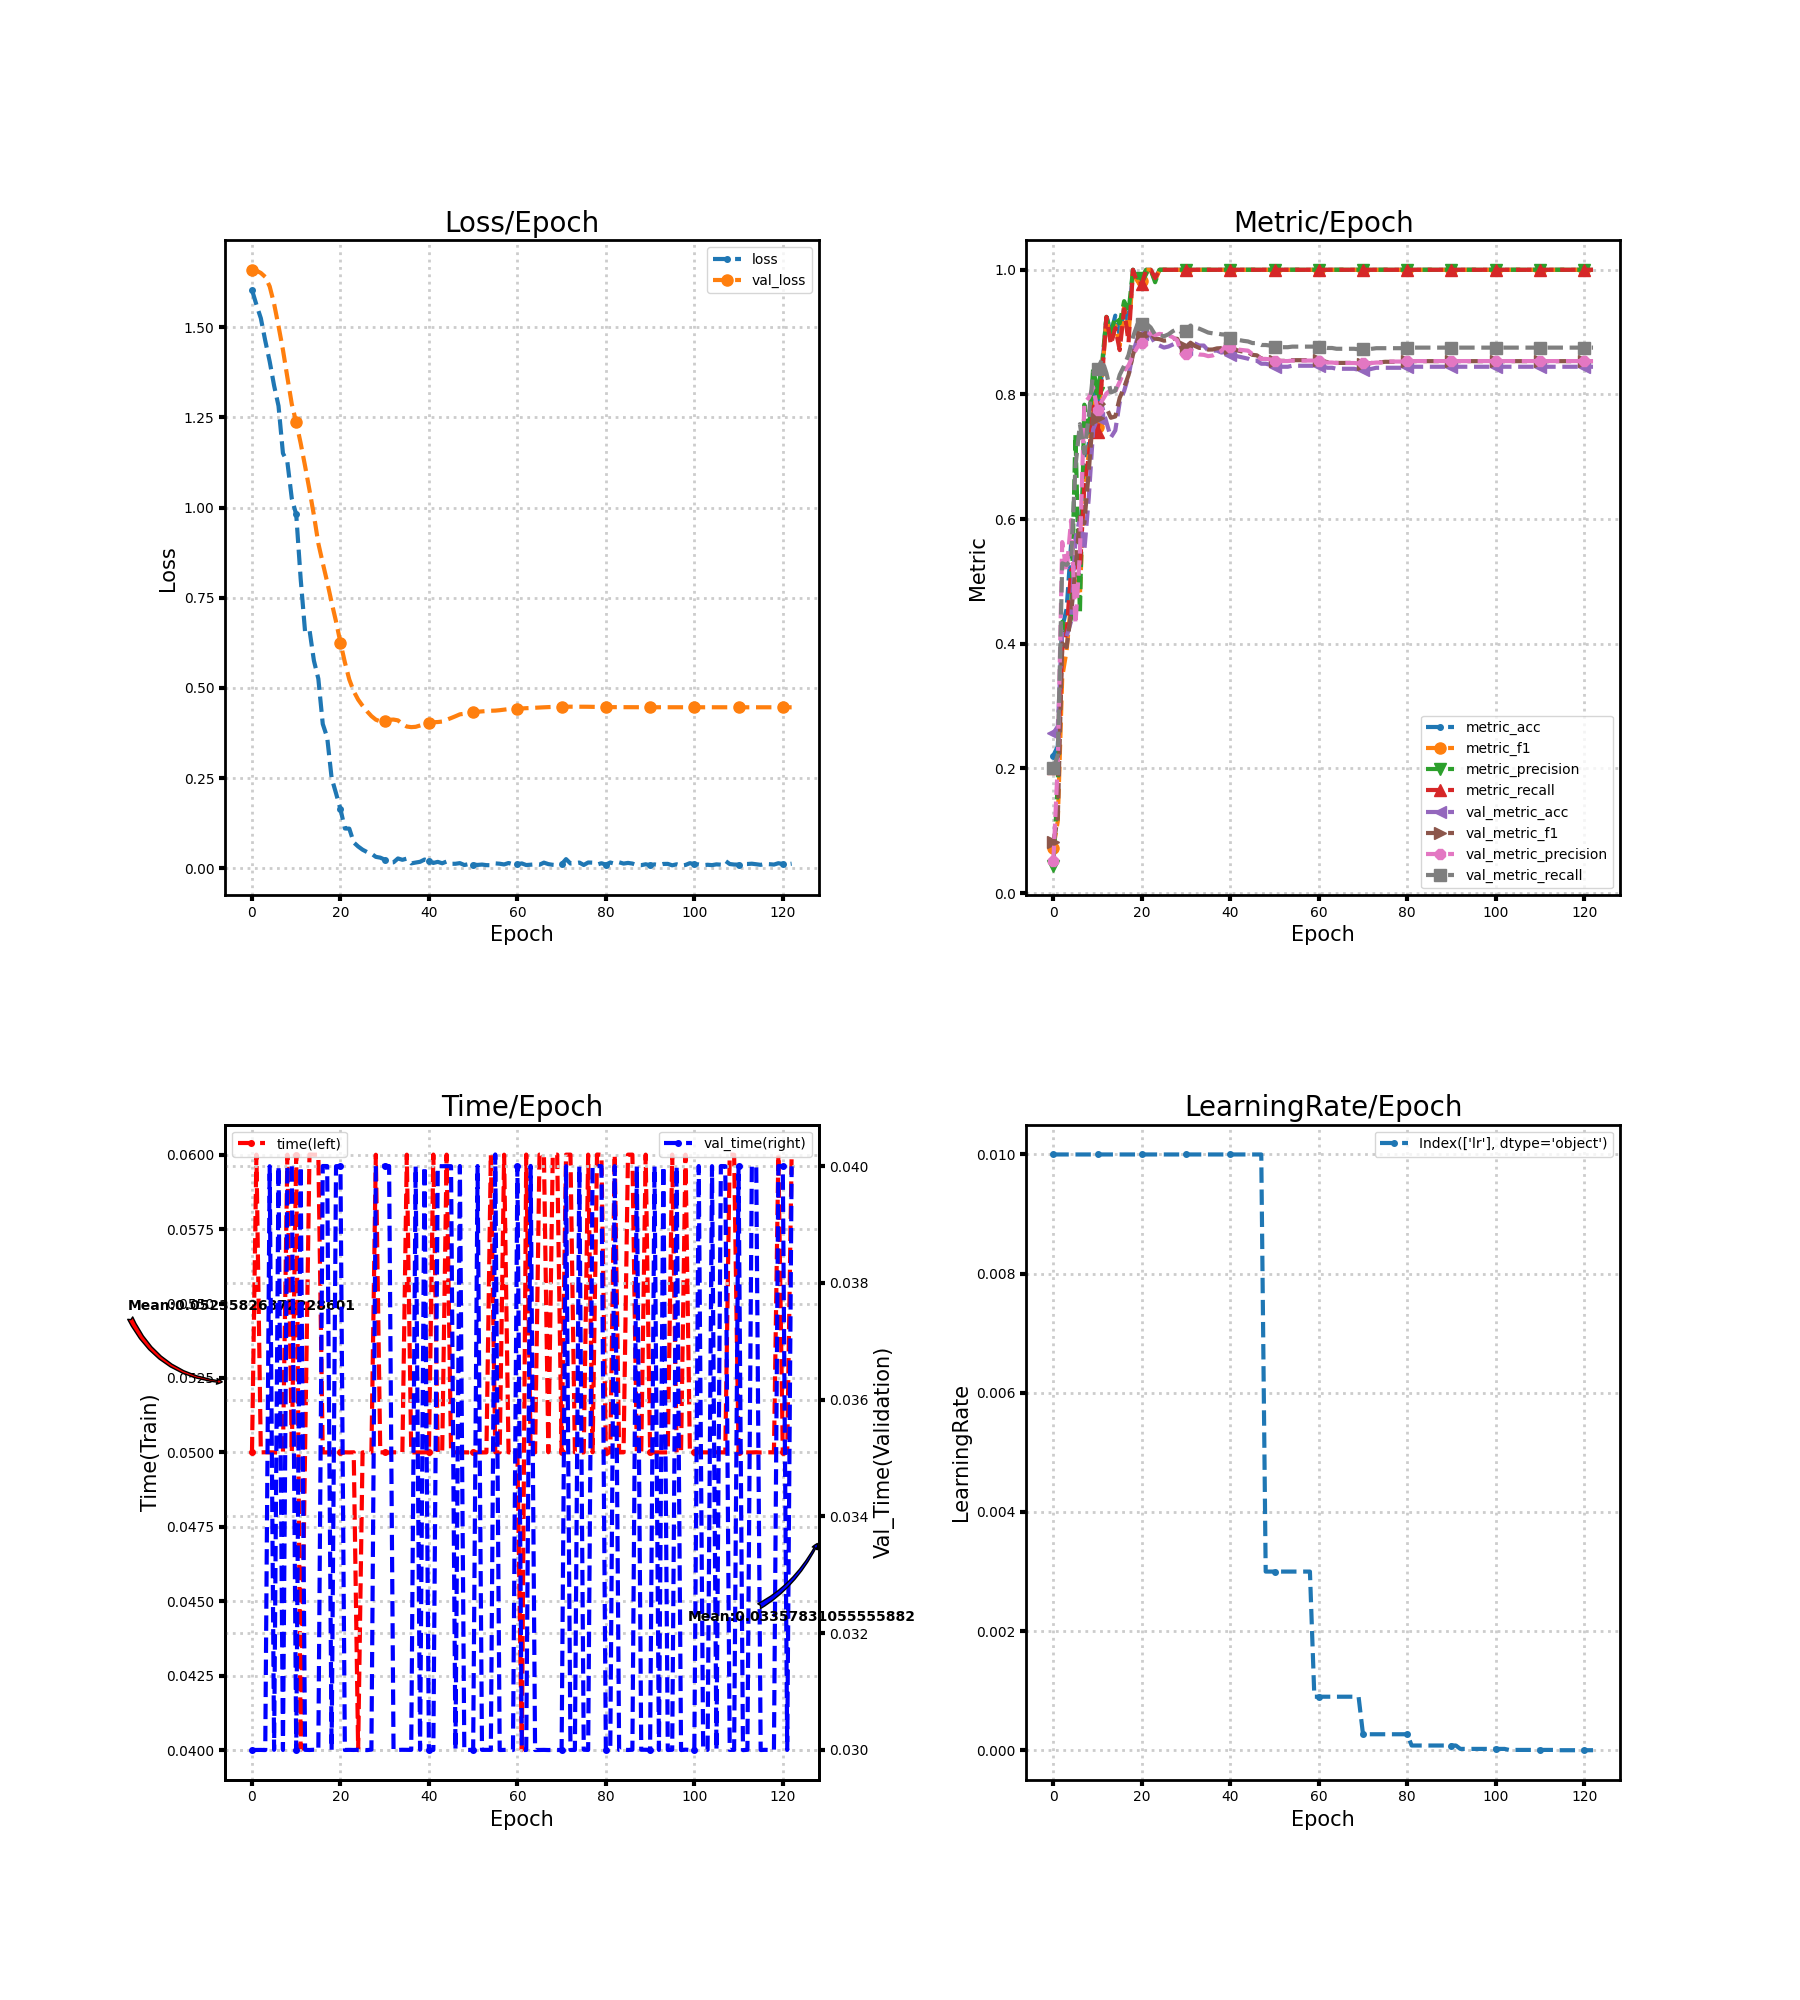 Loss/Epoch
loss
val_loss
1.50
1.25
1.00
0.75
0.50
0.25
0.00
Loss
0
20
40
60
80
100
120
Epoch
Metric/Epoch
1.0
0.8
0.6
0.4
0.2
0.0
Metric
metric_acc
metric_f1
metric_precision
metric_recall
val_metric_acc
val_metric_f1
val_metric_precision
val_metric_recall
0
20
40
60
80
100
120
Epoch
Time/Epoch
time(left)
val_time(right)
0.0600
0.0575
0.0550
0.0525
0.0500
0.0475
0.0450
0.0425
0.0400
Time(Train)
0.040
0.038
0.036
0.034
0.032
0.030
Val_Time(Validation)
Mean:0.03357831055555882
0
20
40
60
80
100
120
Epoch
LearningRate/Epoch
Index(['lr'], dtype='object')
0.010
0.008
0.006
0.004
0.002
0.000
LearningRate
0
20
40
60
80
100
120
Epoch